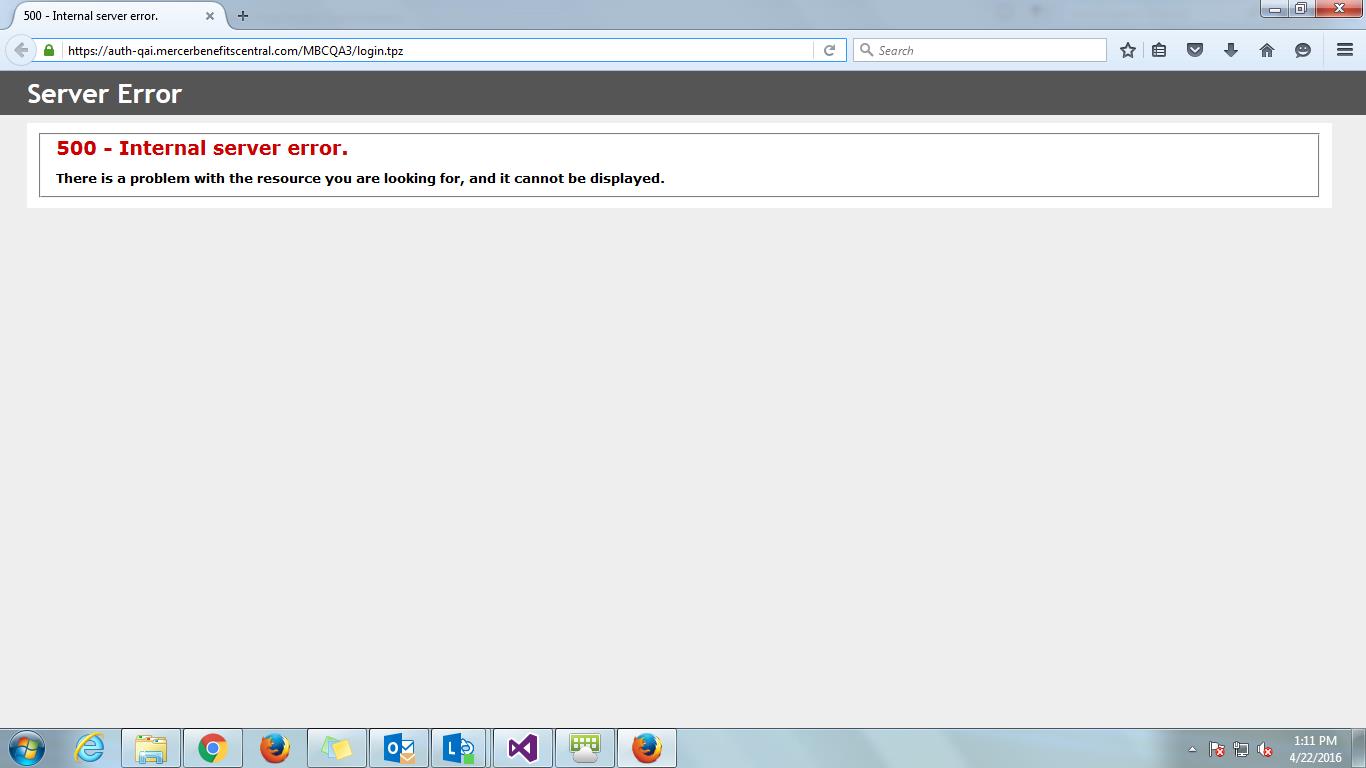 500 - Internal server error.
https://auth-qai.mercerbenefitscentral.com/MBCQA3/login.tpz
Search
Server Error
500 - Internal server error.
There is a problem with the resource you are looking for, and it cannot be displayed.
1:11 PM
4/22/2016